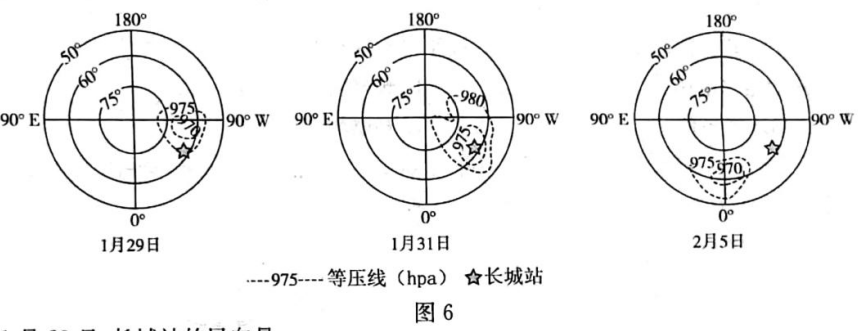 180° 180° 180°
50° 50° 50°
60° 60° 60°
75° 975 75° 980 75°
90° E 970 90° W 90° E 975 90° W 90° E 90° W
975 970
0° 0° 0°
1月29日 1月31日 2月5日
----975---- 等压线（hpa） ☆长城站
图 6